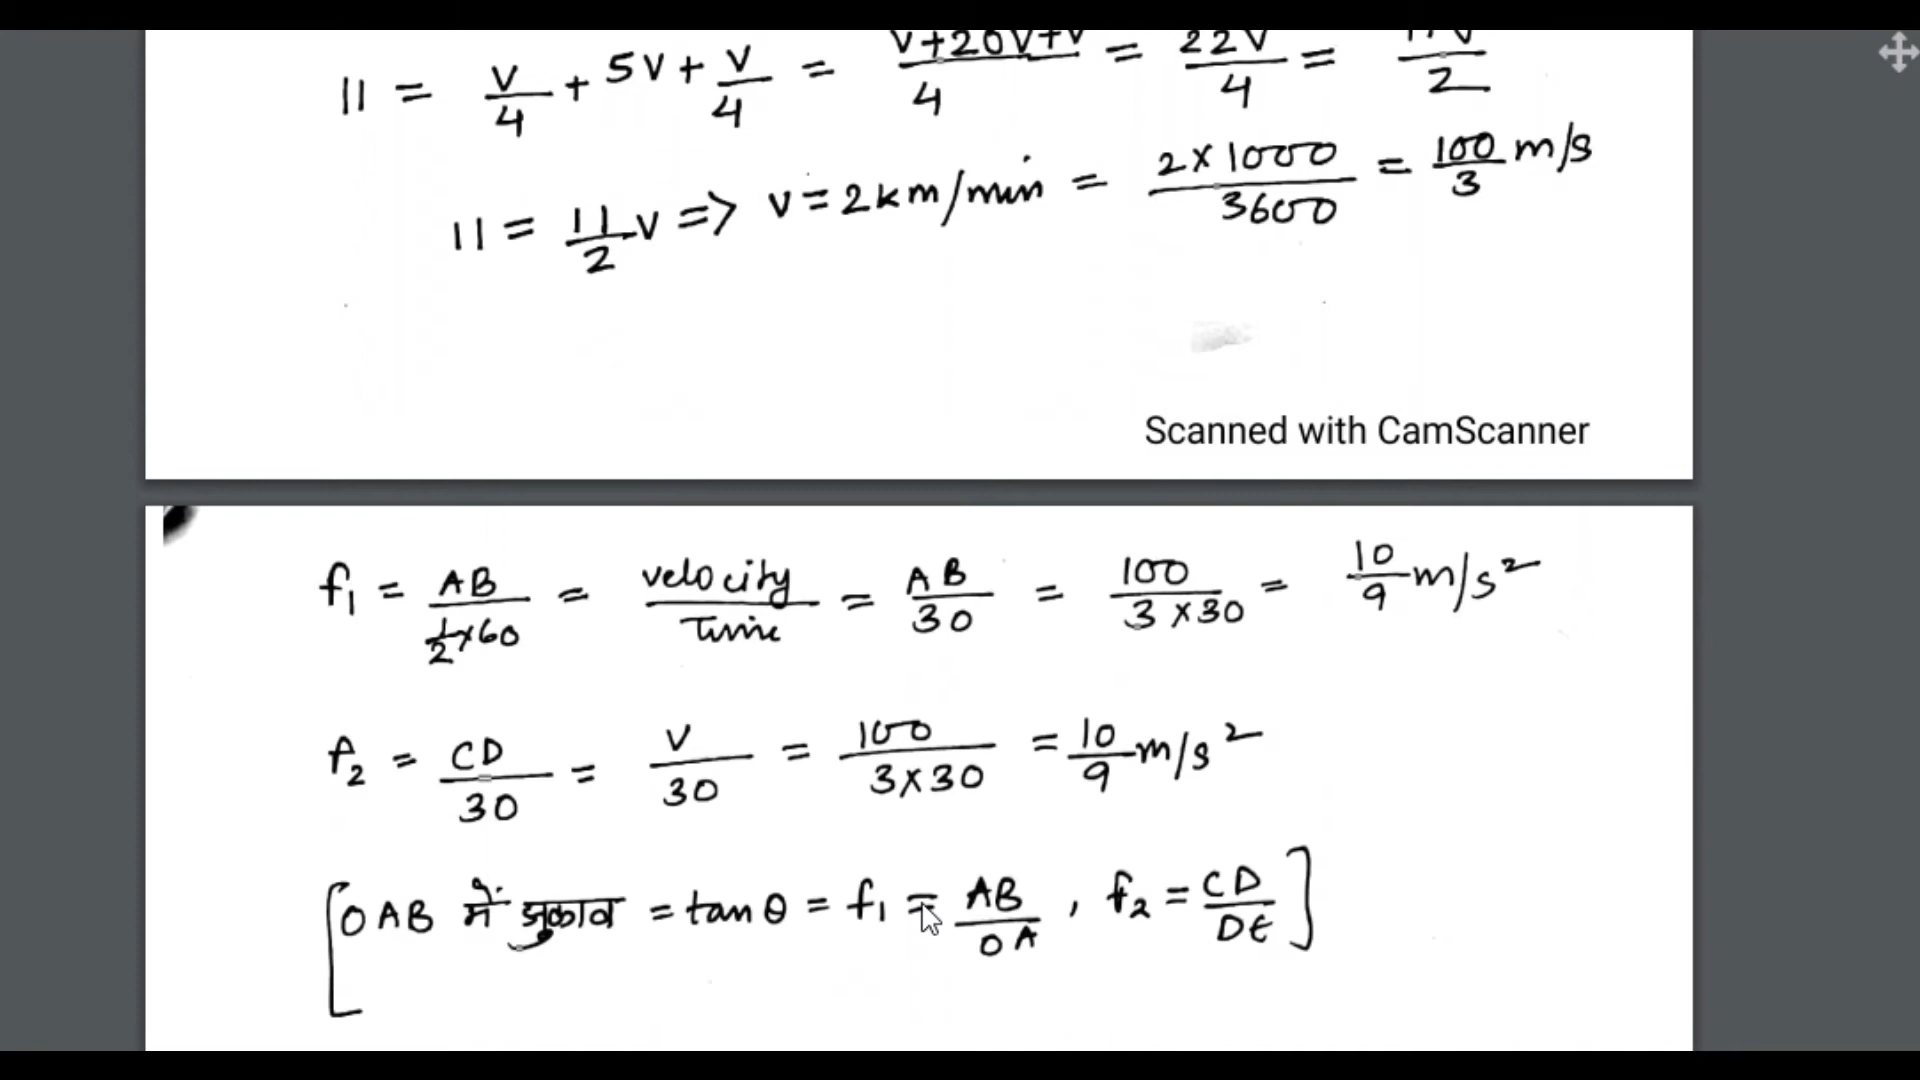 11 = v/4 + 5v + v/4 = v+20v+v/4 = 22v/4 = 11v/2
11 = 11/2 v => v = 2km/min = 2×1000/3600 = 100/3 m/s
Scanned with CamScanner
f₁ = AB/½×60 = velocity/Time = AB/30 = 100/3×30 = 10/9 m/s²
f₂ = CD/30 = V/30 = 100/3×30 = 10/9 m/s²
[OAB में झुकाव = tan θ = f₁ = AB/OA , f₂ = CD/DE]